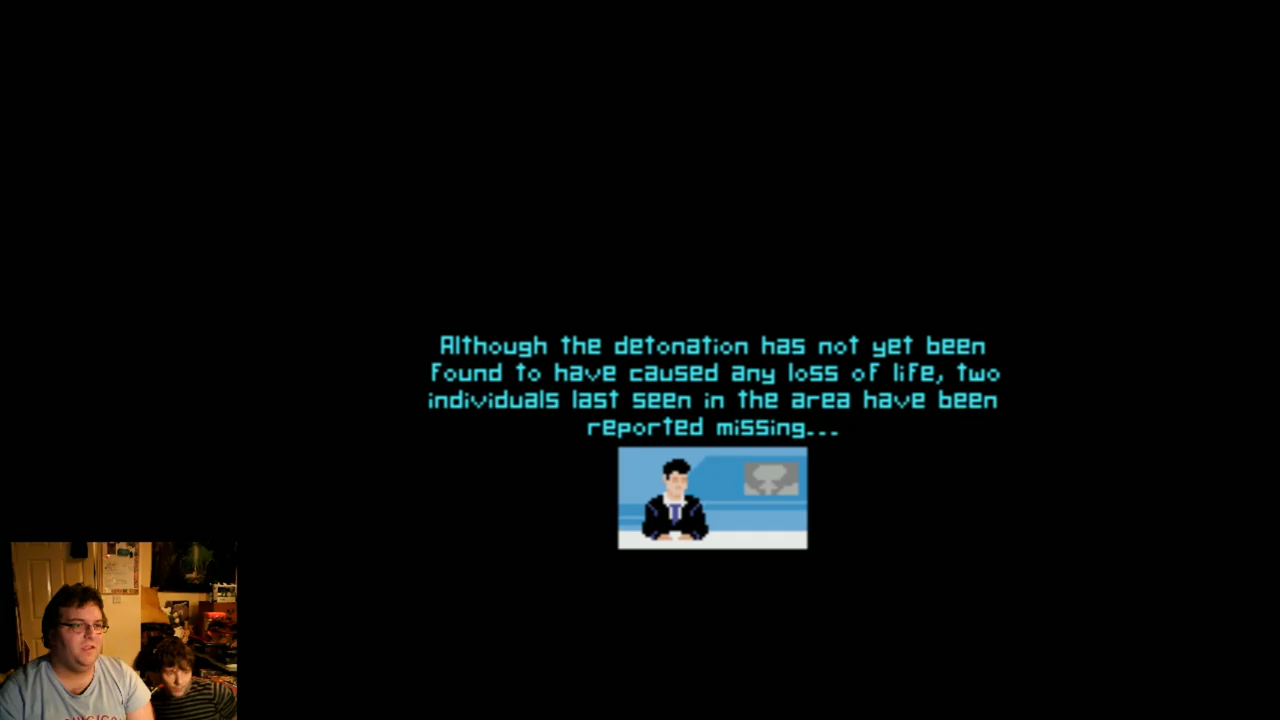 Although the detonation has not yet been
found to have caused any loss of life, two
individuals last seen in the area have been
reported missing...